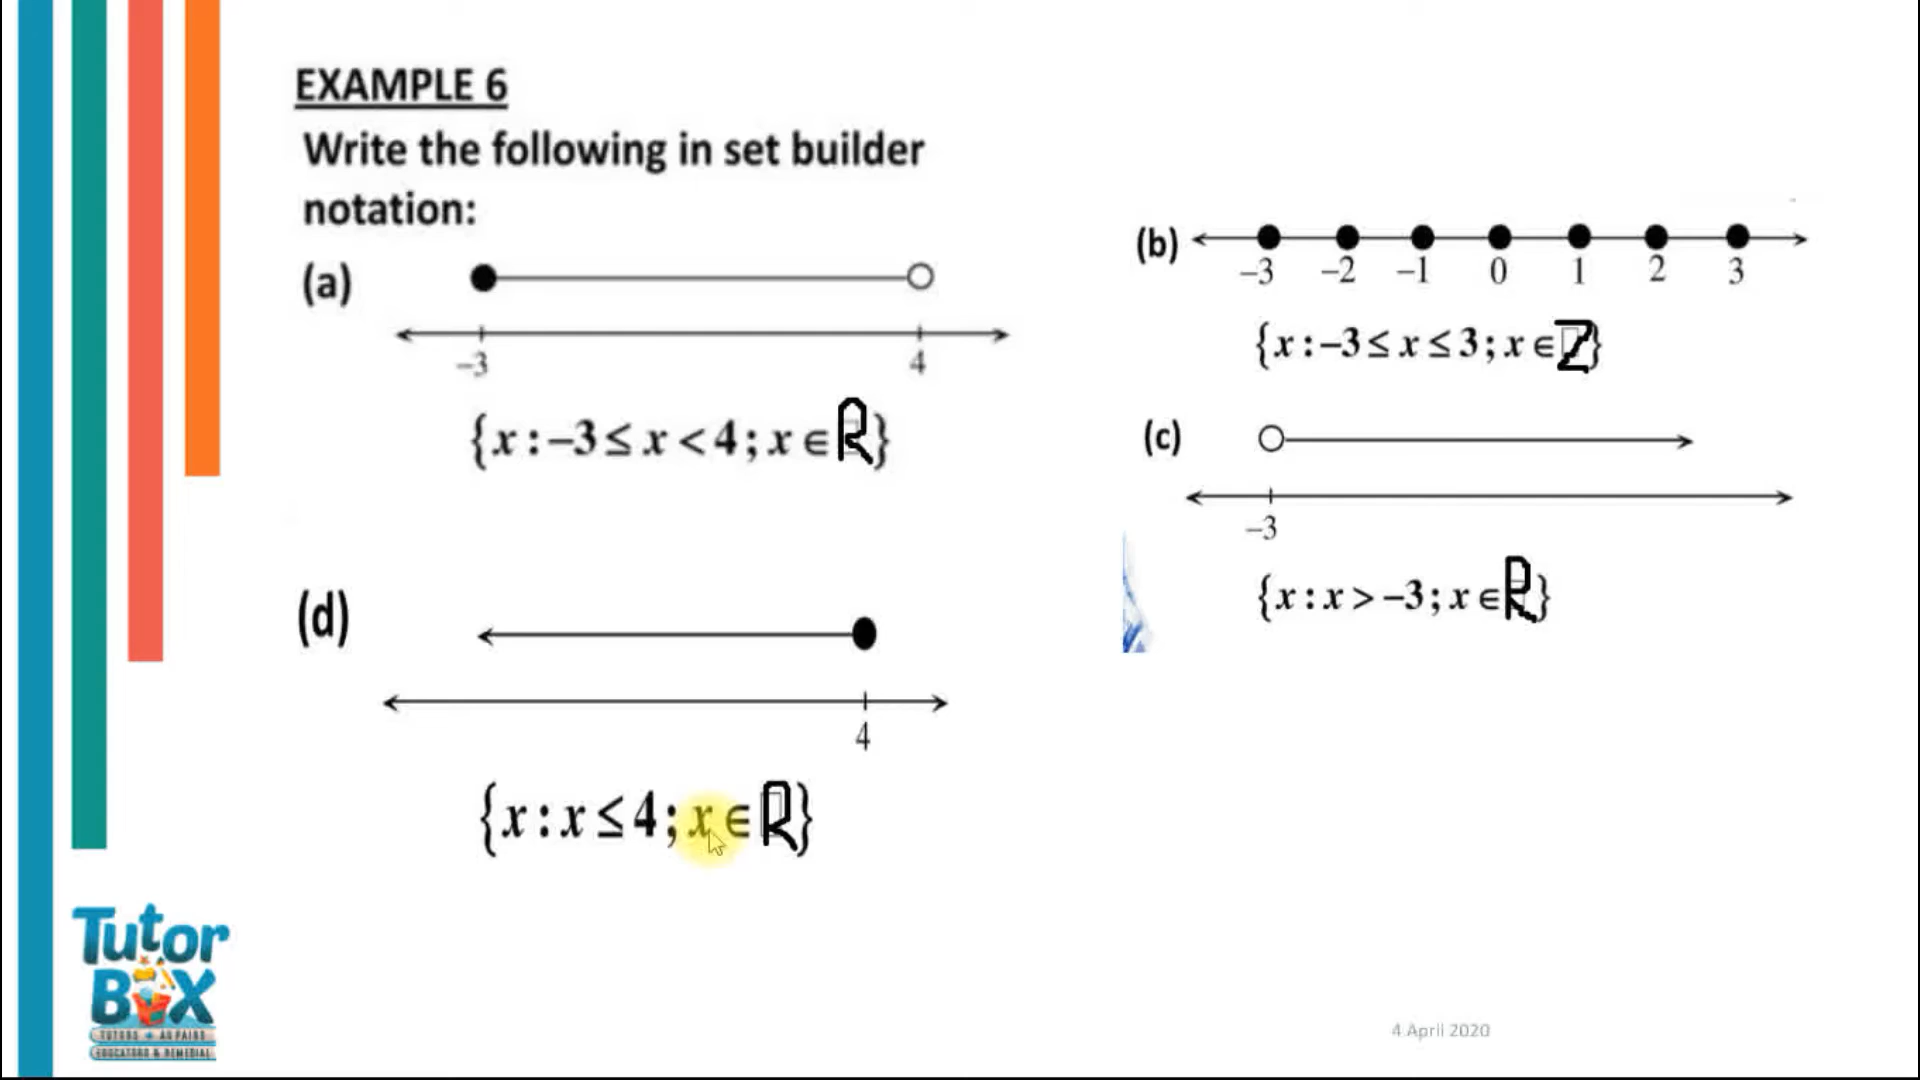 EXAMPLE 6
Write the following in set builder
notation:
(a)
-3 4
{x : -3 ≤ x < 4 ; x ∈ R}
(d)
4
{x : x ≤ 4 ; x ∈ R}
(b)
-3 -2 -1 0 1 2 3
{x : -3 ≤ x ≤ 3 ; x ∈ Z}
(c)
-3
{x : x > -3 ; x ∈ R}
Tutor
BOX
TUTORS + AU PAIRS
EDUCATORS & REMEDIAL
4 April 2020